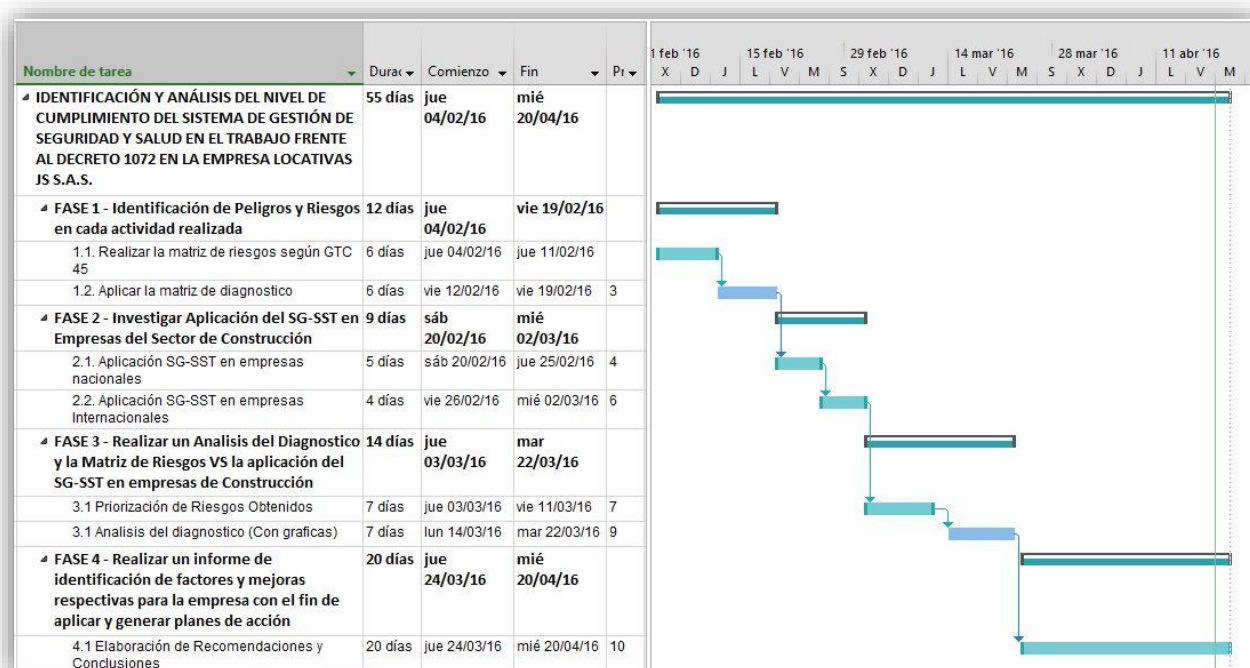 1 feb '16 15 feb '16 29 feb '16 14 mar '16 28 mar '16 11 abr '16
Nombre de tarea Durac Comienzo Fin Pr X D J L V M S X D J L V M S X D J L V M
IDENTIFICACIÓN Y ANÁLISIS DEL NIVEL DE 55 días jue mié
CUMPLIMIENTO DEL SISTEMA DE GESTIÓN DE 04/02/16 20/04/16
SEGURIDAD Y SALUD EN EL TRABAJO FRENTE
AL DECRETO 1072 EN LA EMPRESA LOCATIVAS
JS S.A.S.
FASE 1 - Identificación de Peligros y Riesgos 12 días jue vie 19/02/16
en cada actividad realizada 04/02/16
1.1. Realizar la matriz de riesgos según GTC 6 días jue 04/02/16 jue 11/02/16
45
1.2. Aplicar la matriz de diagnostico 6 días vie 12/02/16 vie 19/02/16 3
FASE 2 - Investigar Aplicación del SG-SST en 9 días sáb mié
Empresas del Sector de Construcción 20/02/16 02/03/16
2.1. Aplicación SG-SST en empresas 5 días sáb 20/02/16 jue 25/02/16 4
nacionales
2.2. Aplicación SG-SST en empresas 4 días vie 26/02/16 mié 02/03/16 6
Internacionales
FASE 3 - Realizar un Analisis del Diagnostico 14 días jue mar
y la Matriz de Riesgos VS la aplicación del 03/03/16 22/03/16
SG-SST en empresas de Construcción
3.1 Priorización de Riesgos Obtenidos 7 días jue 03/03/16 vie 11/03/16 7
3.1 Analisis del diagnostico (Con graficas) 7 días lun 14/03/16 mar 22/03/16 9
FASE 4 - Realizar un informe de 20 días jue mié
identificación de factores y mejoras 24/03/16 20/04/16
respectivas para la empresa con el fin de
aplicar y generar planes de acción
4.1 Elaboración de Recomendaciones y 20 días jue 24/03/16 mié 20/04/16 10
Conclusiones